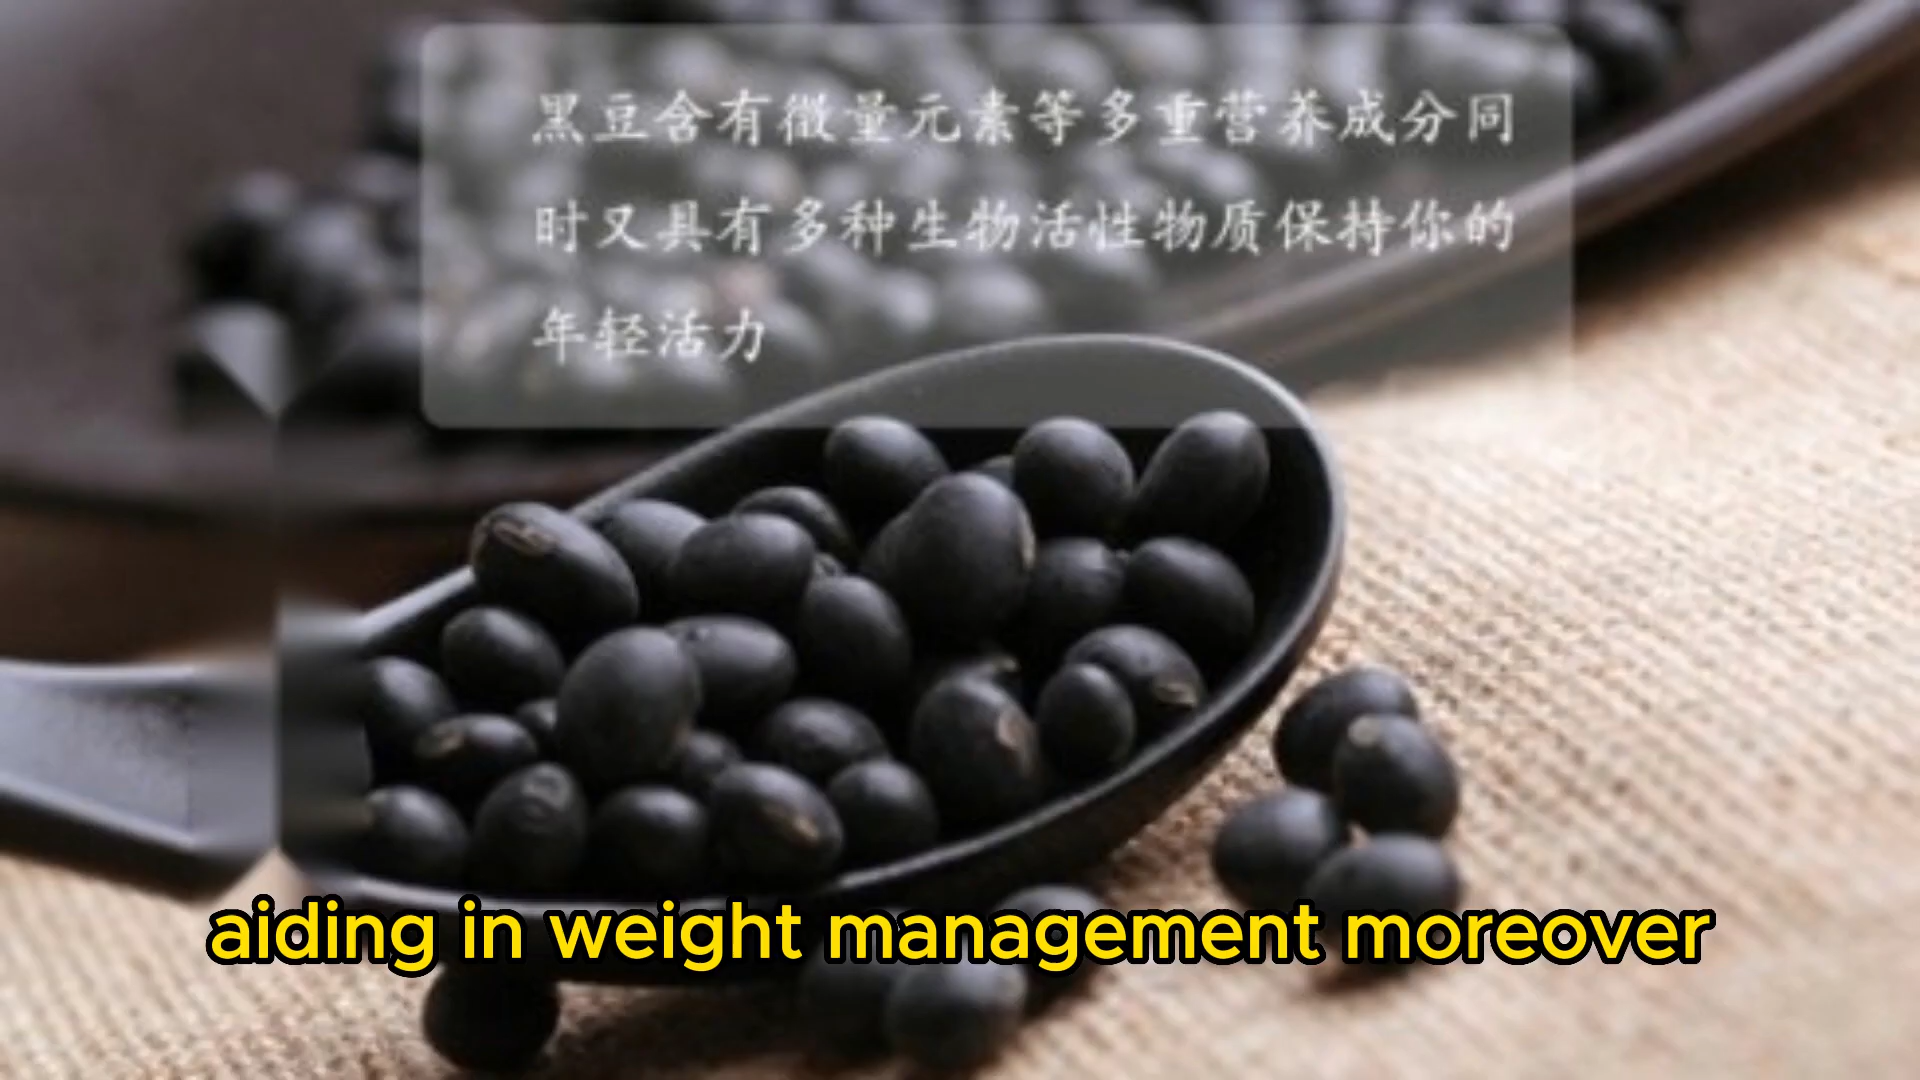 黑豆含有微量元素等多重营养成分同
时又具有多种生物活性物质保持你的
年轻活力
aiding in weight management moreover